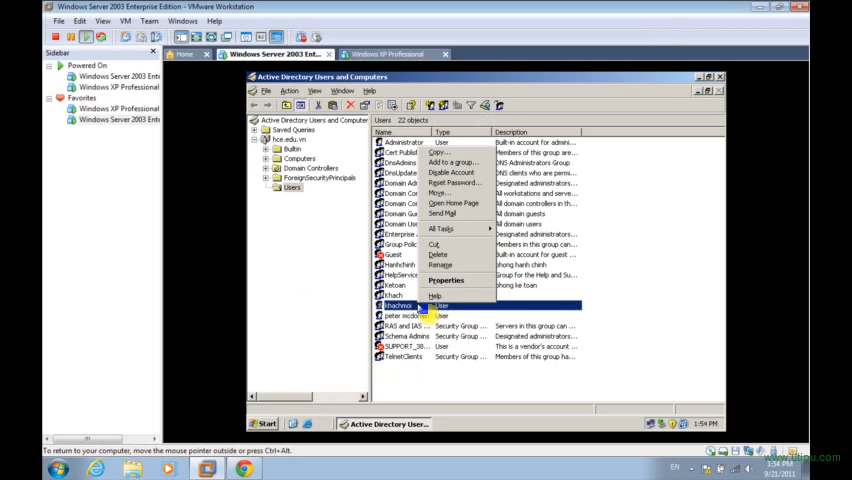 Windows Server 2003 Enterprise Edition - VMware Workstation
File Edit View VM Team Windows Help
Sidebar
Powered On
Windows Server 2003 Ente
Windows XP Professional
Favorites
Windows XP Professional
Windows Server 2003 Ente
Home
Windows Server 2003 Ent...
Windows XP Professional
Active Directory Users and Computers
File Action View Window Help
Active Directory Users and Computer
Saved Queries
hce.edu.vn
Builtin
Computers
Domain Controllers
ForeignSecurityPrincipals
Users
Users 22 objects
Name Type Description
Administrator User Built-in account for admini...
Cert Publis Members of this group are...
DnsAdmins DNS Administrators Group
DnsUpdate DNS clients who are permi...
Domain Ad Designated administrators...
Domain Co All workstations and serve...
Domain Co All domain controllers in th...
Domain Gu All domain guests
Domain Us All domain users
Enterprise Designated administrators...
Group Polic Members in this group can...
Guest Built-in account for guest ...
Hanhchinh phong hanh chinh
HelpService Group for the Help and Su...
Ketoan phong ke toan
Khach
khachmoi User
peter mcdo User
RAS and IAS ... Security Group ... Servers in this group can...
Schema Admins Security Group ... Designated administrators...
SUPPORT_38... User This is a vendor's account ...
TelnetClients Security Group ... Members of this group ha...
Copy...
Add to a group...
Disable Account
Reset Password...
Move...
Open Home Page
Send Mail
All Tasks
Cut
Delete
Rename
Properties
Help
Start
Active Directory User...
1:54 PM
To return to your computer, move the mouse pointer outside or press Ctrl+Alt.
EN
1:54 PM
9/21/2011